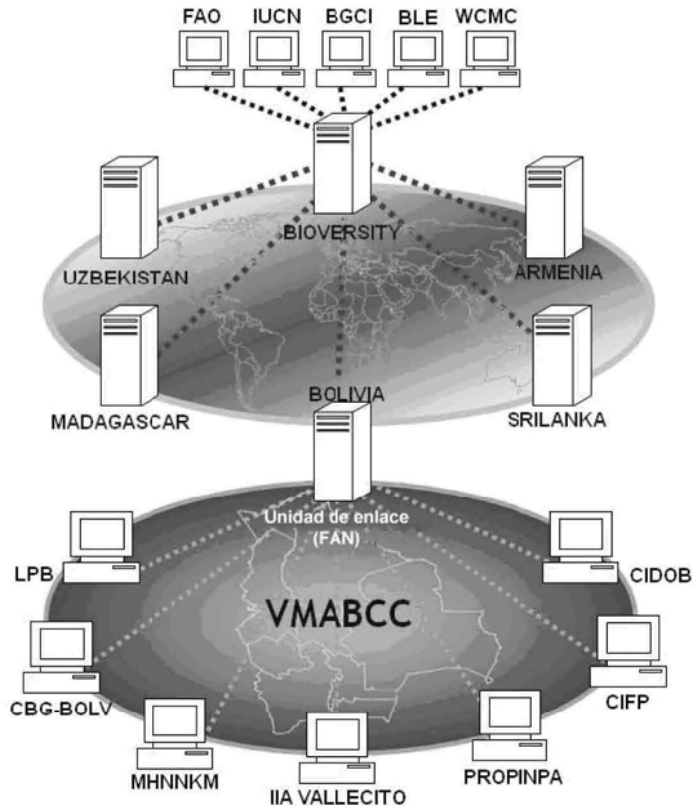 FAO IUCN BGCI BLE WCMC
BIOVERSITY
UZBEKISTAN
ARMENIA
MADAGASCAR
BOLIVIA
SRILANKA
Unidad de enlace
(FAN)
LPB
CIDOB
VMABCC
CBG-BOLV
CIFP
MHNNKM
IIA VALLECITO
PROPINPA